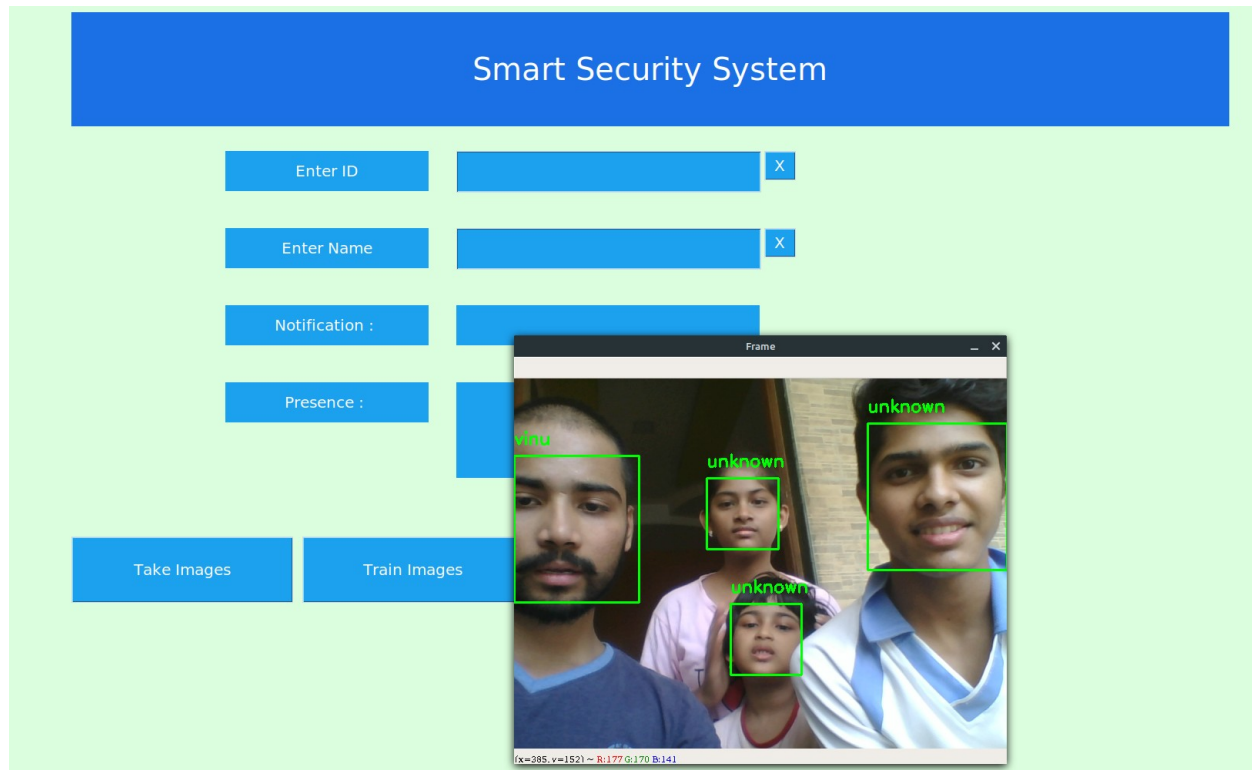 Smart Security System
Enter ID
X
Enter Name
X
Notification :
Presence :
Take Images
Train Images
Frame
unknown
vinu
unknown
unknown
(x=385, y=152) ~ R:177 G:170 B:141